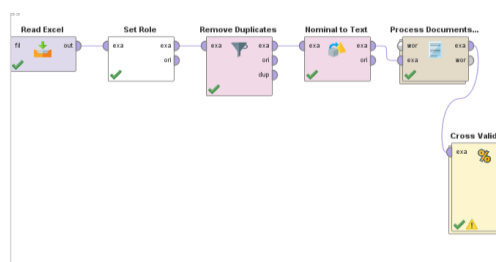 Read Excel
fil
out
Set Role
exa
exa
ori
Remove Duplicates
exa
exa
ori
dup
Nominal to Text
exa
exa
ori
Process Documents...
wor
exa
exa
wor
Cross Valid
exa
%